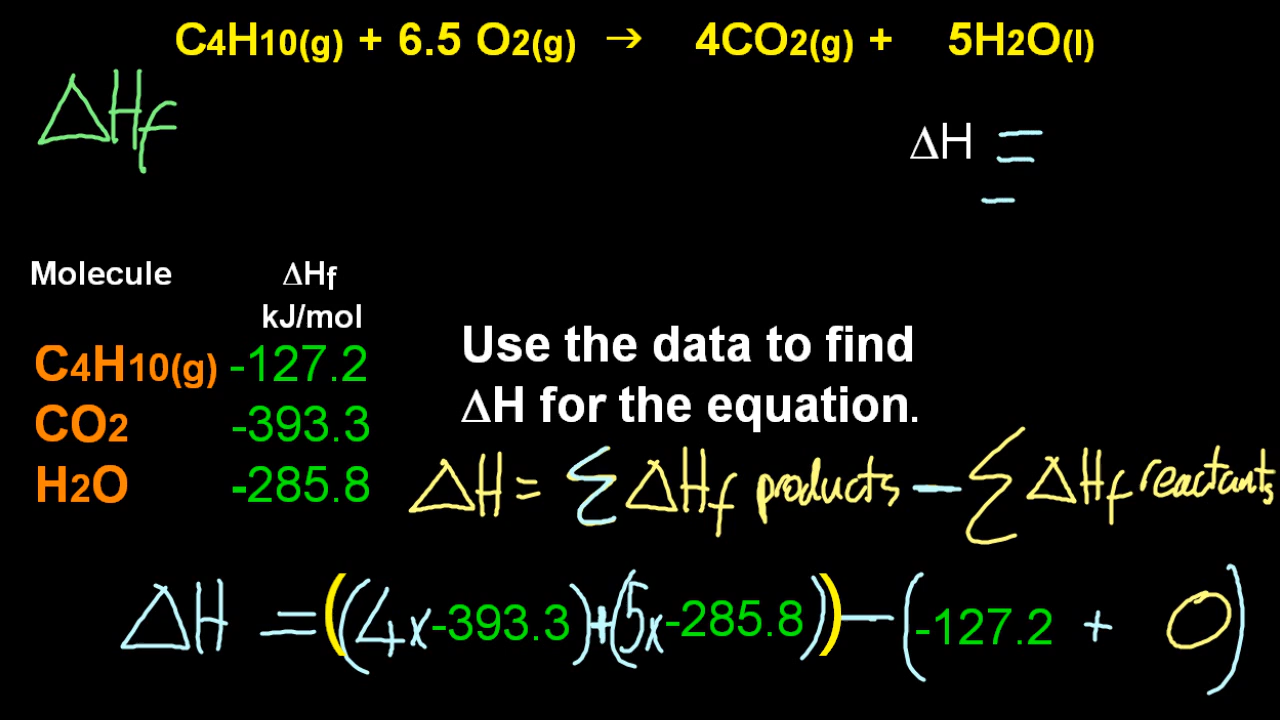 C4H10(g) + 6.5 O2(g) → 4CO2(g) + 5H2O(l)
ΔHf
ΔH =
-
Molecule ΔHf
kJ/mol
C4H10(g) -127.2
CO2 -393.3
H2O -285.8
Use the data to find
ΔH for the equation.
ΔH = Σ ΔHf products - Σ ΔHf reactants
ΔH = ((4x-393.3)+(5x-285.8)) - (-127.2 + 0)